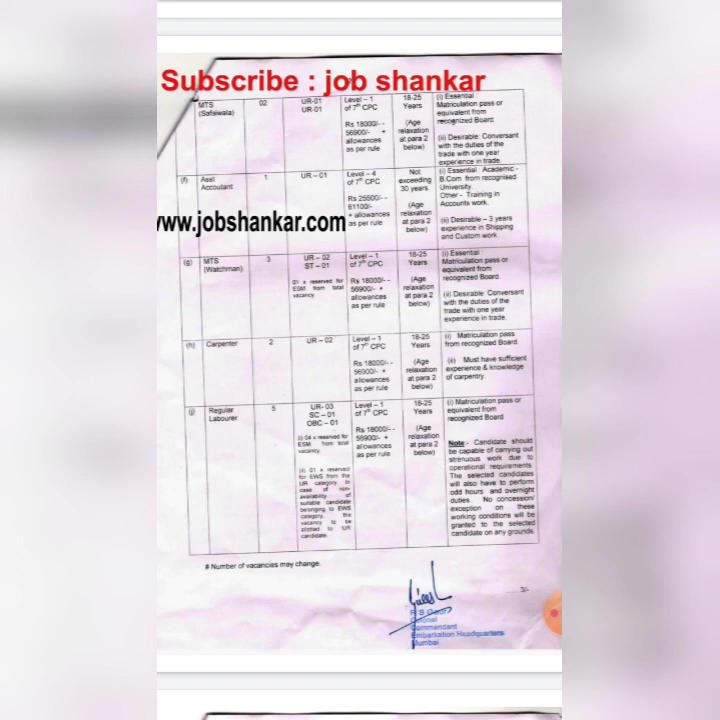 Subscribe : job shankar
MTS
(Safaiwala)
02
UR-01
UR-01
Level – 1
of 7th CPC
Rs 18000/- -
56900/- +
allowances
as per rule
18-25
Years
(Age
relaxation
at para 2
below)
(i) Essential :
Matriculation pass or
equivalent from
recognized Board.
(ii) Desirable: Conversant
with the duties of the
trade with one year
experience in trade.
(f)
Asst
Accoutant
1
UR – 01
Level – 4
of 7th CPC
Rs 25500/- -
81100/-
+ allowances
as per rule
Not
exceeding
30 years.
(Age
relaxation
at para 2
below)
(i) Essential Academic -
B.Com from recognised
University.
Other - Training in
Accounts work.
(ii) Desirable – 3 years
experience in Shipping
and Custom work.
www.jobshankar.com
(g)
MTS
(Watchman)
3
UR – 02
ST – 01
01 x reserved for
ESM from total
vacancy.
Level – 1
of 7th CPC
Rs 18000/- -
56900/- +
allowances
as per rule
18-25
Years
(Age
relaxation
at para 2
below)
(i) Essential :
Matriculation pass or
equivalent from
recognized Board.
(ii) Desirable: Conversant
with the duties of the
trade with one year
experience in trade.
(h)
Carpenter
2
UR – 02
Level – 1
of 7th CPC
Rs 18000/- -
56900/- +
allowances
as per rule
18-25
Years
(Age
relaxation
at para 2
below)
(i) Matriculation pass
from recognized Board.
(ii) Must have sufficient
experience & knowledge
of carpentry.
(j)
Regular
Labourer
5
UR- 03
SC – 01
OBC – 01
(i) 04 x reserved for
ESM from total
vacancy.
(ii) 01 x reserved
for EWS from the
UR category. In
case of non-
availability of
suitable candidate
belonging to EWS
category, the
vacancy to be
allotted to UR
candidate.
Level – 1
of 7th CPC
Rs 18000/- -
56900/- +
allowances
as per rule
18-25
Years
(Age
relaxation
at para 2
below)
(i) Matriculation pass or
equivalent from
recognized Board
Note:- Candidate should
be capable of carrying out
strenuous work due to
operational requirements.
The selected candidates
will also have to perform
odd hours and overnight
duties. No concession/
exception on these
working conditions will be
granted to the selected
candidate on any grounds.
# Number of vacancies may change.
3/-
Colonel
Commandant
Embarkation Headquarters
Mumbai